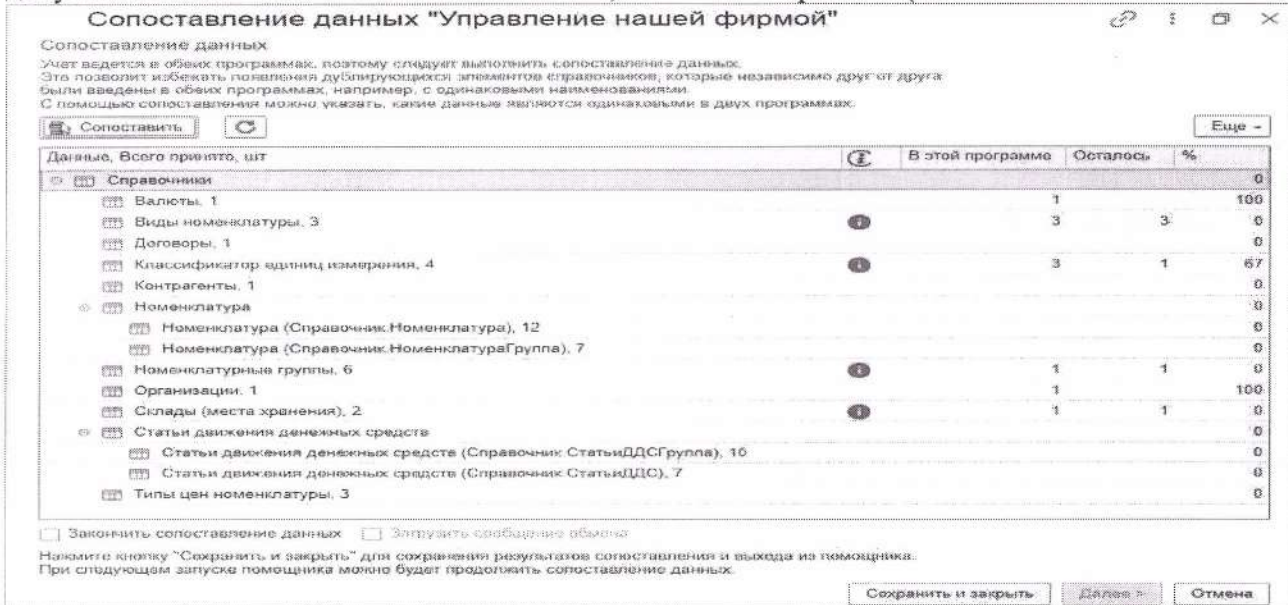 Сопоставление данных "Управление нашей фирмой"
Сопоставление данных
Учет ведется в обеих программах, поэтому следует выполнить сопоставление данных.
Это позволит избежать появления дублирующихся элементов справочников, которые независимо друг от друга
были введены в обеих программах, например, с одинаковыми наименованиями.
С помощью сопоставления можно указать, какие данные являются одинаковыми в двух программах.
Сопоставить Еще
Данные, Всего принято, шт В этой программе Осталось %
Справочники 0
Валюты, 1 1 100
Виды номенклатуры, 3 3 3 0
Договоры, 1 0
Классификатор единиц измерения, 4 3 1 67
Контрагенты, 1 0
Номенклатура 0
Номенклатура (Справочник.Номенклатура), 12 0
Номенклатура (Справочник.НоменклатураГруппа), 7 0
Номенклатурные группы, 6 1 1 0
Организации, 1 1 100
Склады (места хранения), 2 1 1 0
Статьи движения денежных средств 0
Статьи движения денежных средств (Справочник.СтатьиДДСГруппа), 10 0
Статьи движения денежных средств (Справочник.СтатьиДДС), 7 0
Типы цен номенклатуры, 3 0
Закончить сопоставление данных Загрузить сообщение обмена
Нажмите кнопку "Сохранить и закрыть" для сохранения результатов сопоставления и выхода из помощника.
При следующем запуске помощника можно будет продолжить сопоставление данных.
Сохранить и закрыть Далее > Отмена